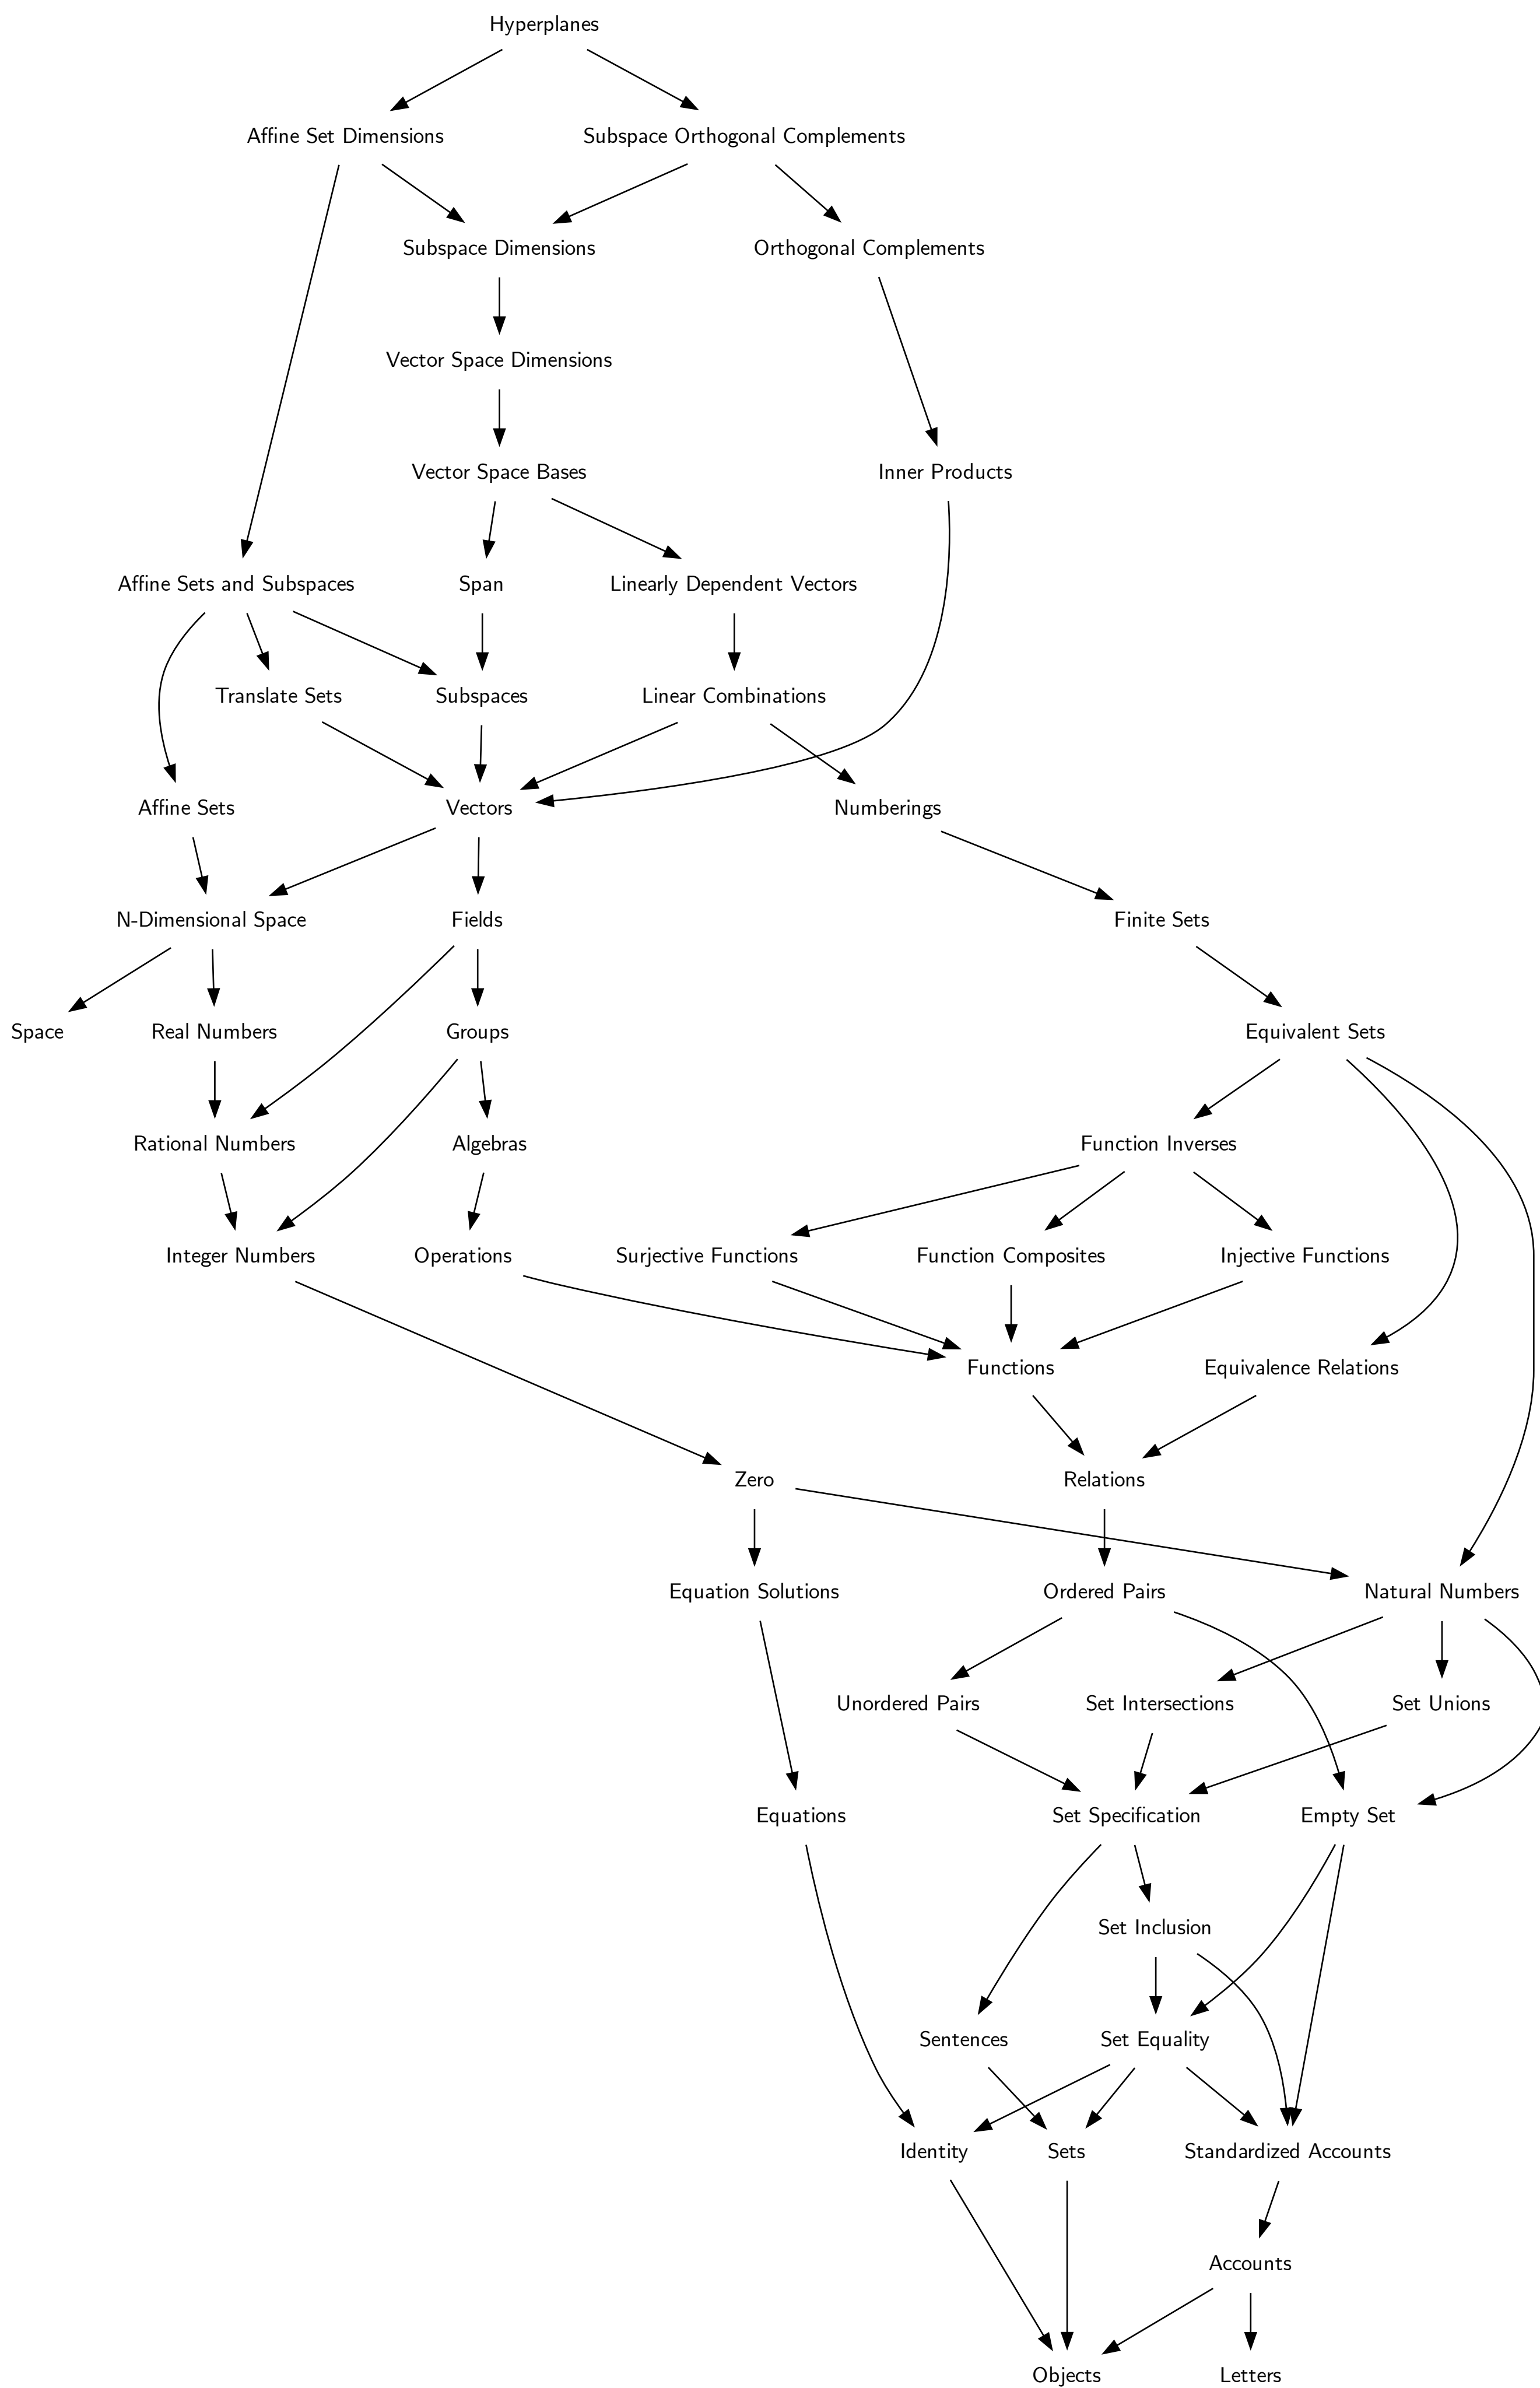 Hyperplanes
Affine Set Dimensions
Subspace Orthogonal Complements
Subspace Dimensions
Orthogonal Complements
Vector Space Dimensions
Vector Space Bases
Inner Products
Affine Sets and Subspaces
Span
Linearly Dependent Vectors
Translate Sets
Subspaces
Linear Combinations
Affine Sets
Vectors
Numberings
N-Dimensional Space
Fields
Finite Sets
Space
Real Numbers
Groups
Equivalent Sets
Rational Numbers
Algebras
Function Inverses
Integer Numbers
Operations
Surjective Functions
Function Composites
Injective Functions
Functions
Equivalence Relations
Zero
Relations
Equation Solutions
Ordered Pairs
Natural Numbers
Unordered Pairs
Set Intersections
Set Unions
Equations
Set Specification
Empty Set
Set Inclusion
Sentences
Set Equality
Identity
Sets
Standardized Accounts
Accounts
Objects
Letters